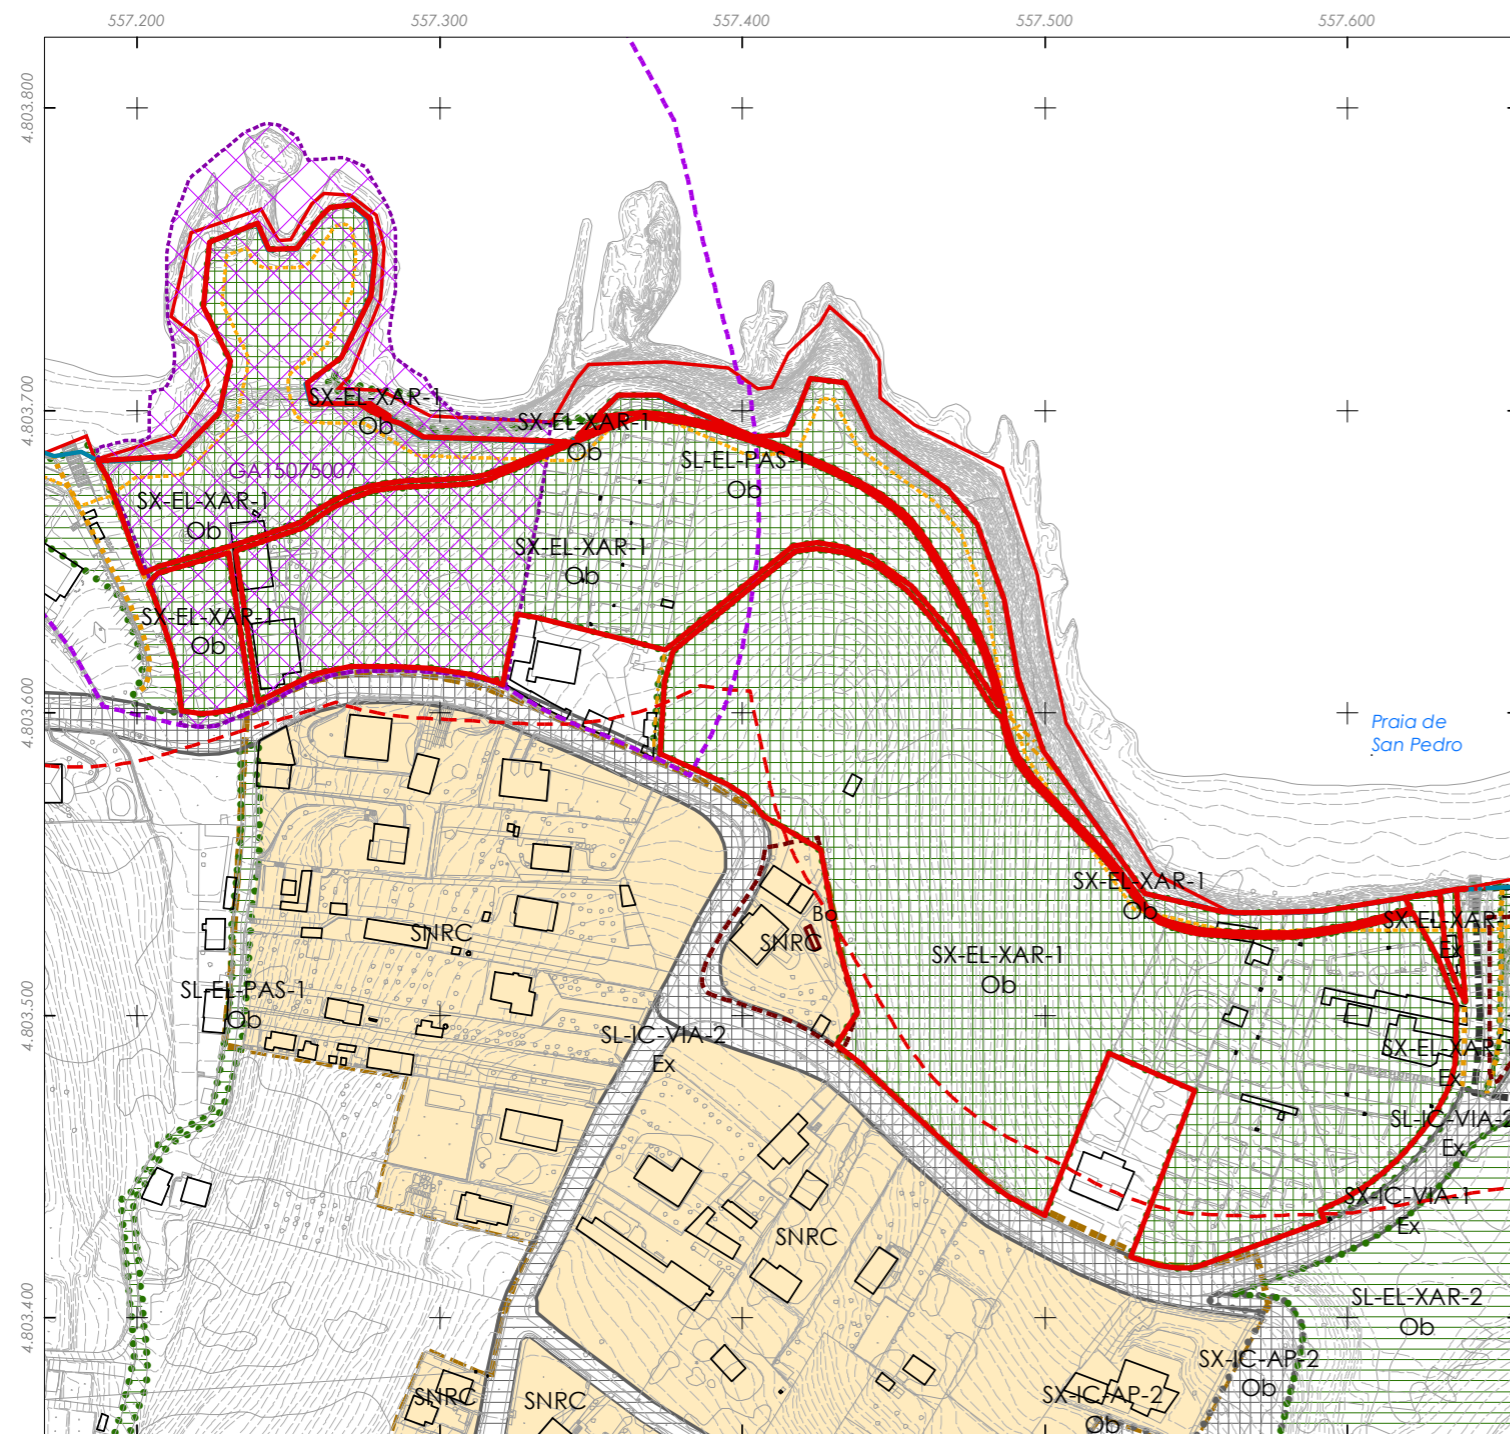 557.200
557.300
557.400
557.500
557.600
4.803.800
4.803.700
4.803.600
4.803.500
4.803.400
SX-EL-XAR-1
Ob
SX-EL-XAR-1
Ob
SL-EL-PAS-1
Ob
GA15075007
SX-EL-XAR-1
Ob
SX-EL-XAR-1
Ob
SX-EL-XAR-1
Ob
Praia de
San Pedro
SX-EL-XAR-1
Ob
Bo
SNRC
SNRC
SX-EL-XAR-1
Ob
SX-EL-XAR
Ex
SL-EL-PAS-1
Ob
SL-IC-VIA-2
Ex
SX-EL-XAR
Ex
SL-IC-VIA-2
Ex
SX-IC-VIA-1
Ex
SNRC
SL-EL-XAR-2
Ob
SX-IC-AP-2
Ob
SX-IC-AP-2
Ob
SNRC
SNRC